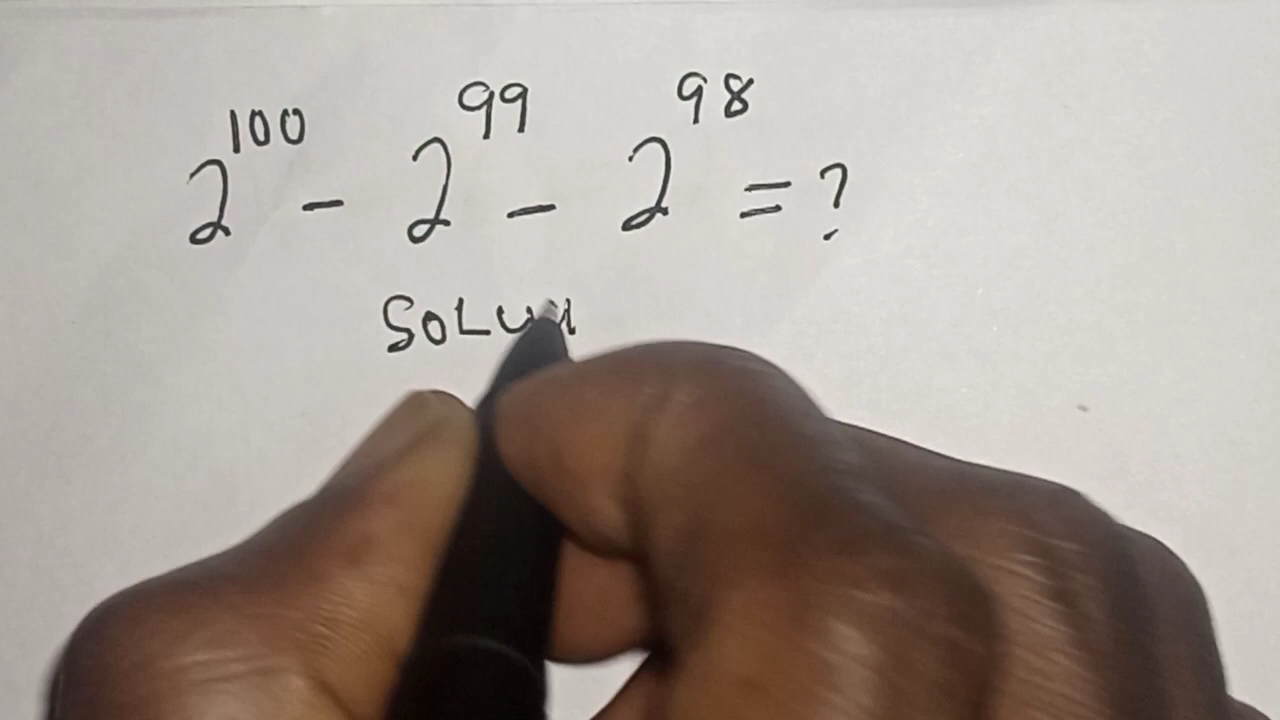 2^100 - 2^99 - 2^98 = ?